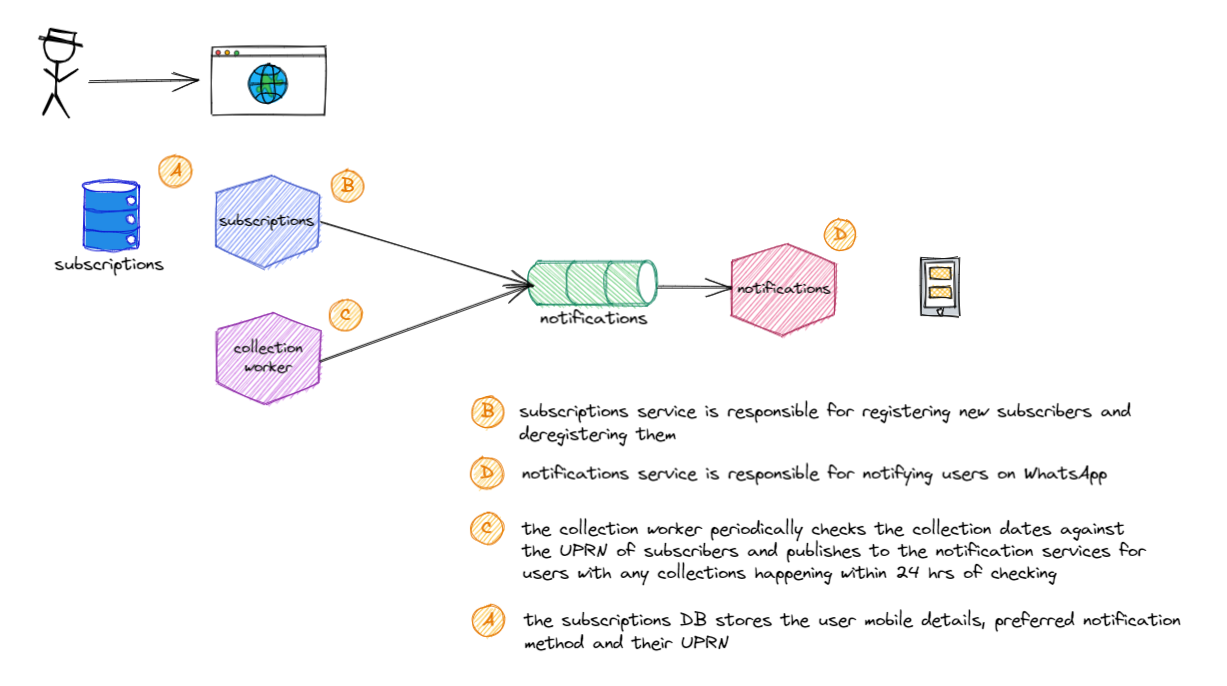 A
B
subscriptions
subscriptions
D
notifications
C
collection
worker
notifications
B subscriptions service is responsible for registering new subscribers and
deregistering them
D notifications service is responsible for notifying users on WhatsApp
C the collection worker periodically checks the collection dates against
the UPRN of subscribers and publishes to the notification services for
users with any collections happening within 24 hrs of checking
A the subscriptions DB stores the user mobile details, preferred notification
method and their UPRN